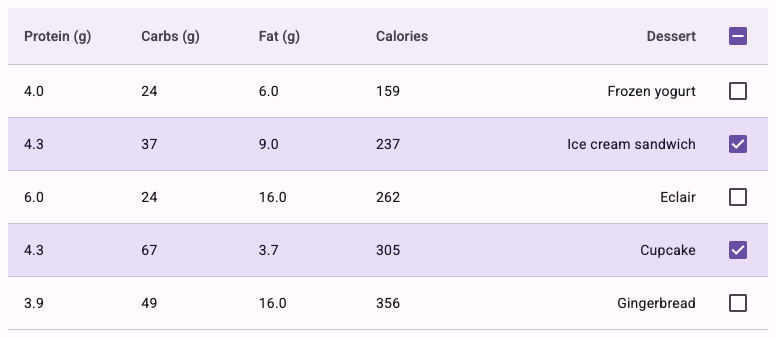 Protein (g) Carbs (g) Fat (g) Calories Dessert
4.0 24 6.0 159 Frozen yogurt
4.3 37 9.0 237 Ice cream sandwich
6.0 24 16.0 262 Eclair
4.3 67 3.7 305 Cupcake
3.9 49 16.0 356 Gingerbread